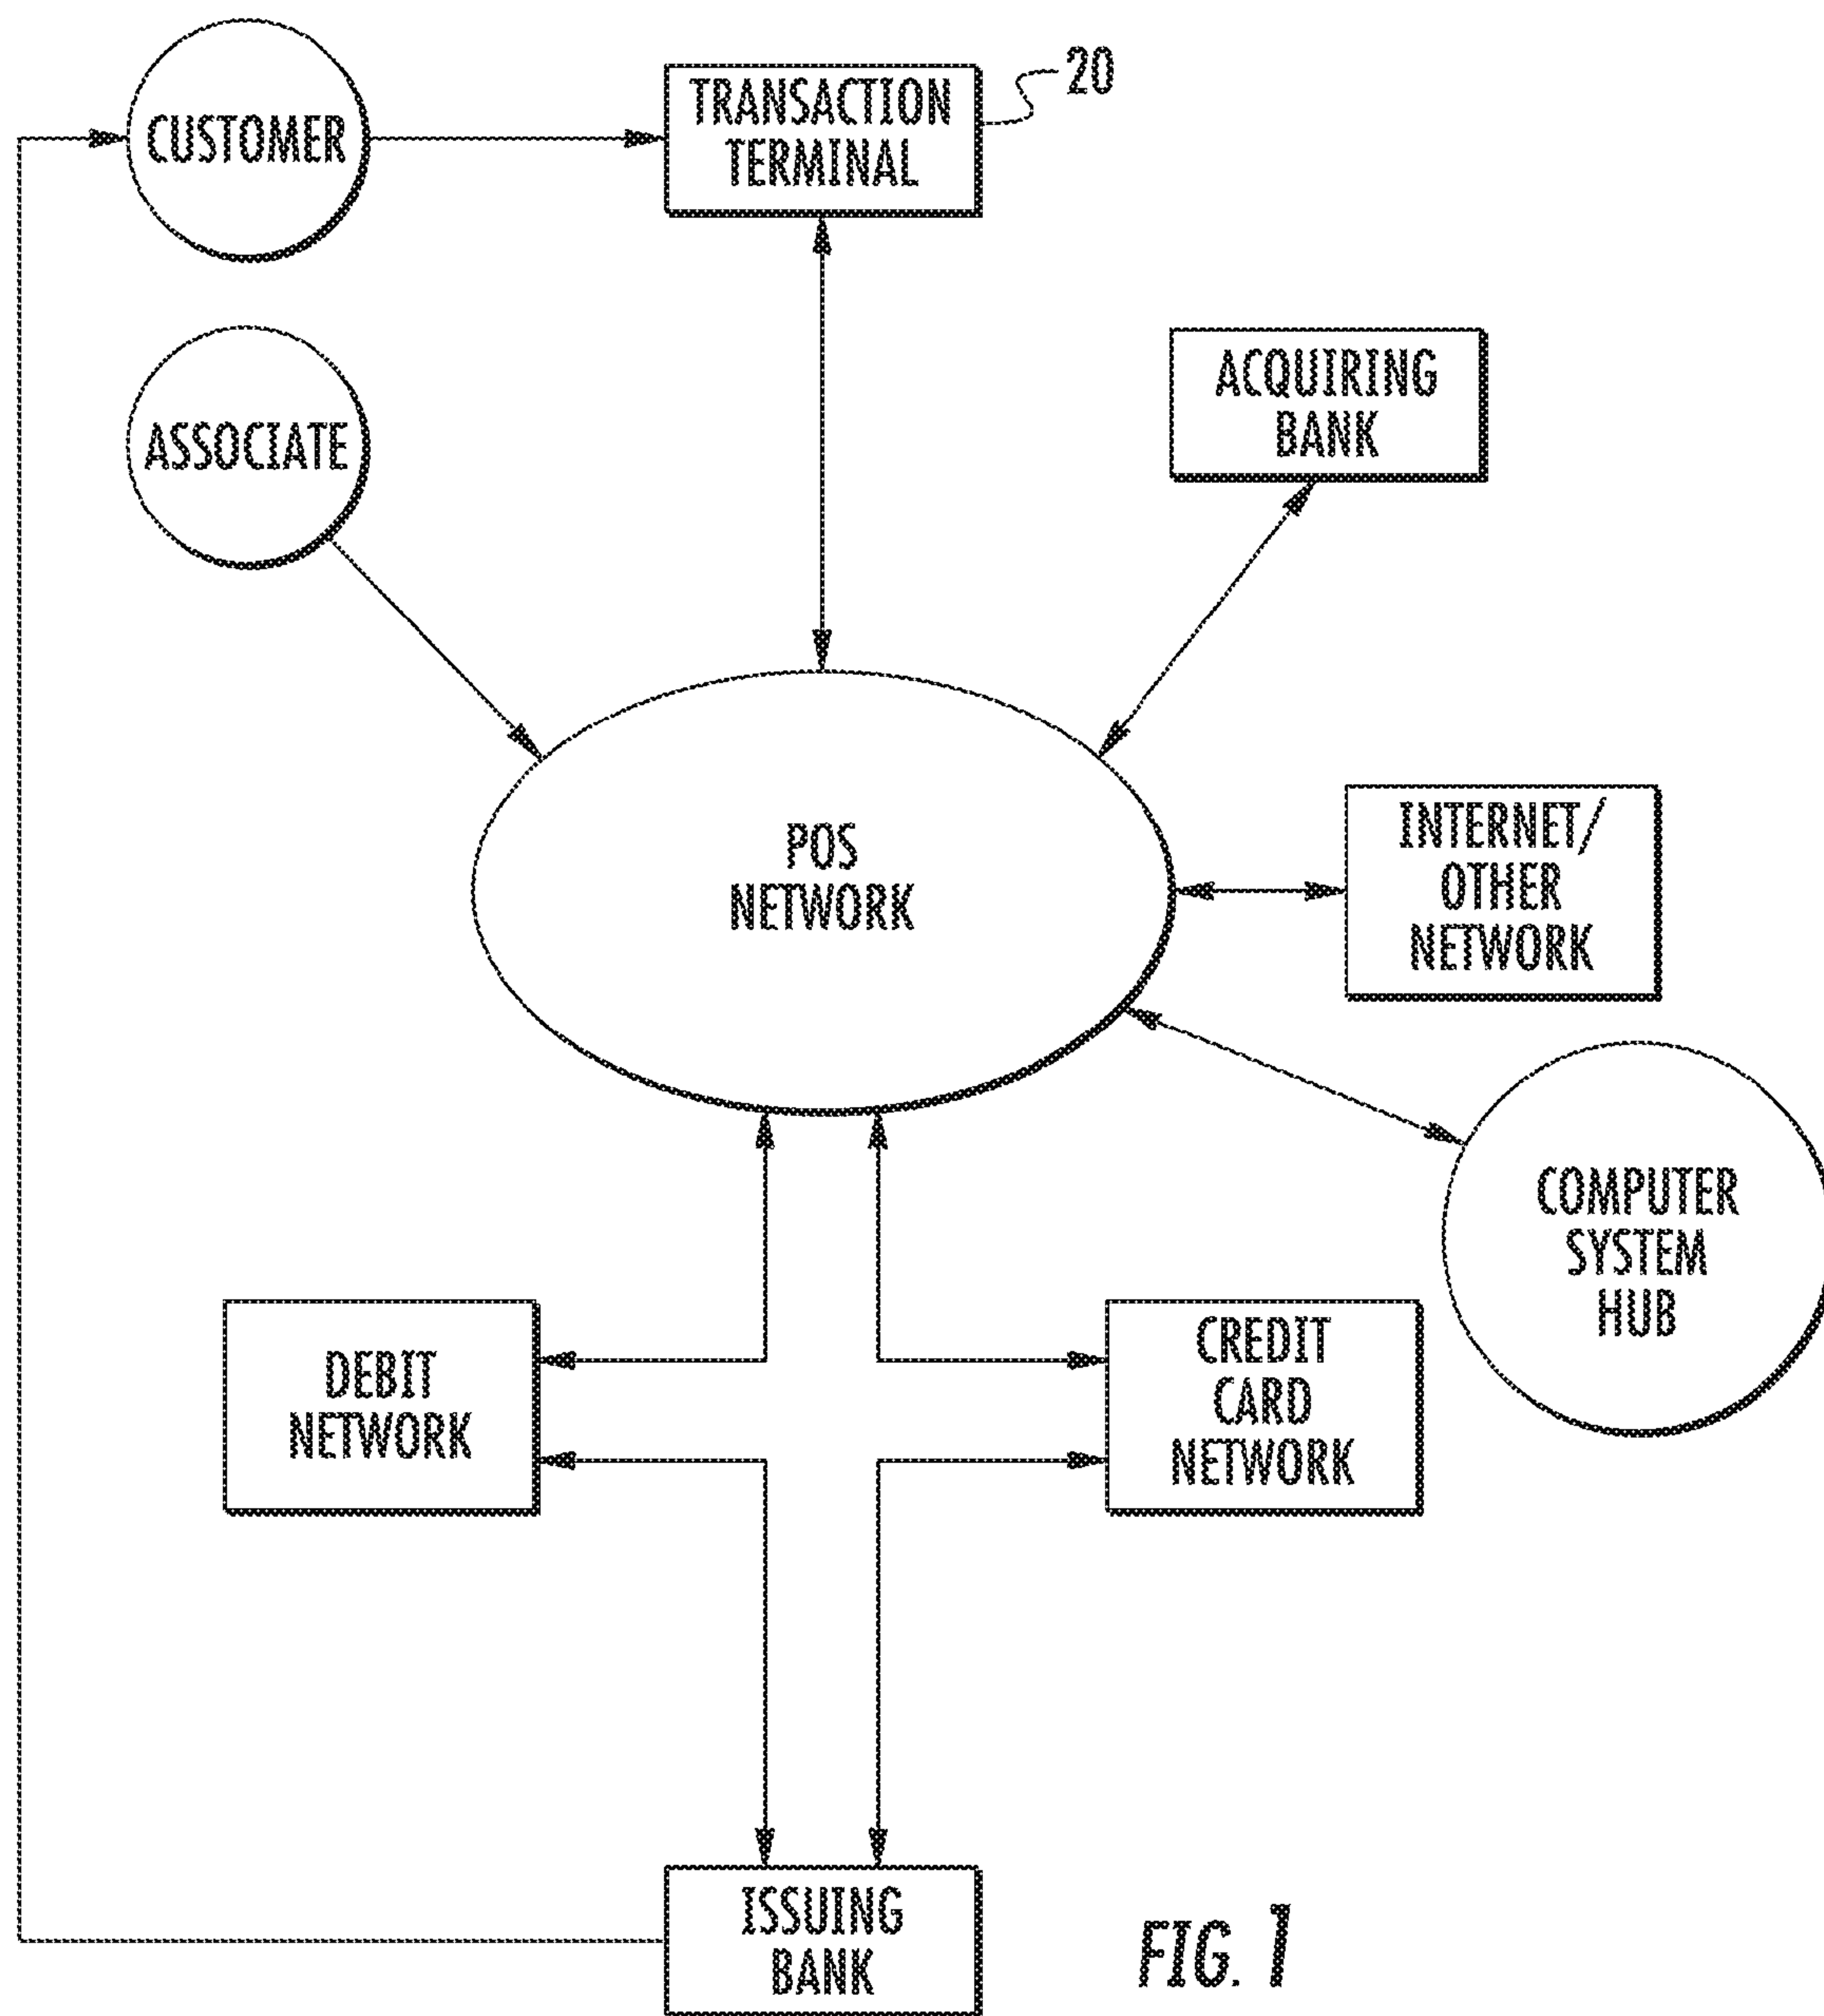 CUSTOMER
TRANSACTION
TERMINAL
20
ASSOCIATE
ACQUIRING
BANK
POS
NETWORK
INTERNET/
OTHER
NETWORK
COMPUTER
SYSTEM
HUB
DEBIT
NETWORK
CREDIT
CARD
NETWORK
ISSUING
BANK
FIG. 1